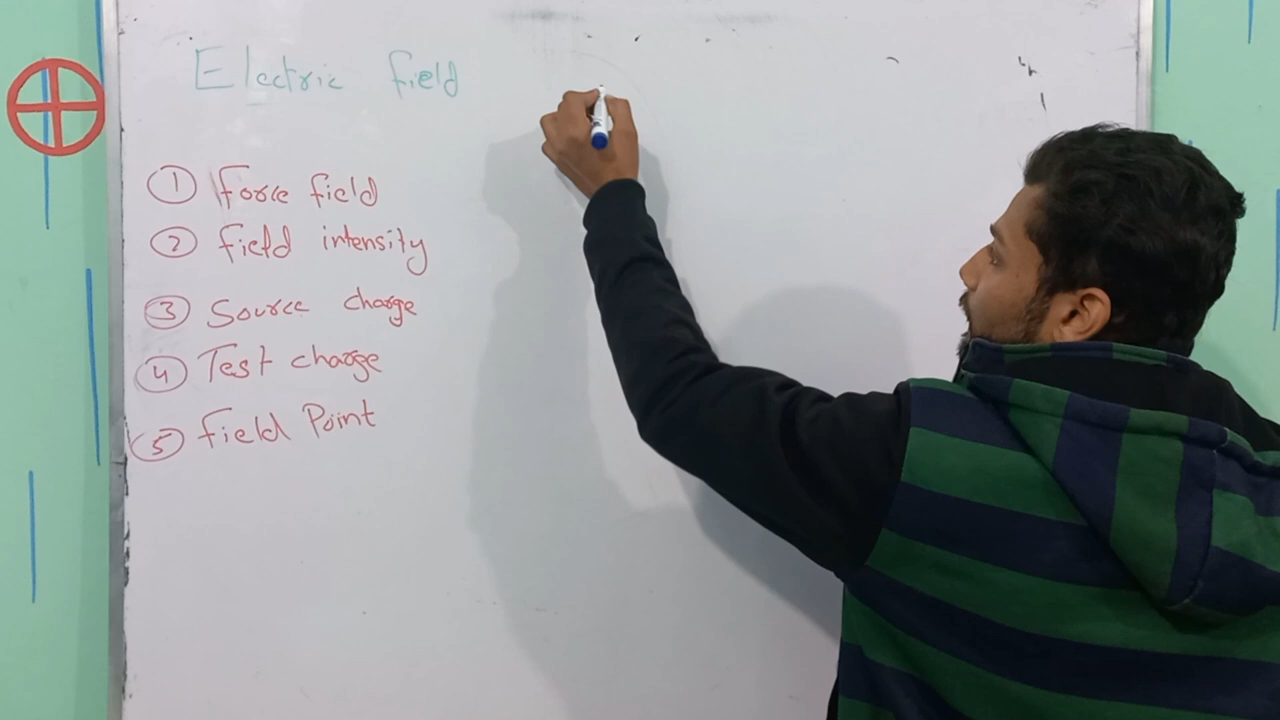 Electric field
① Force field
② field intensity
③ Source charge
④ Test charge
⑤ field Point